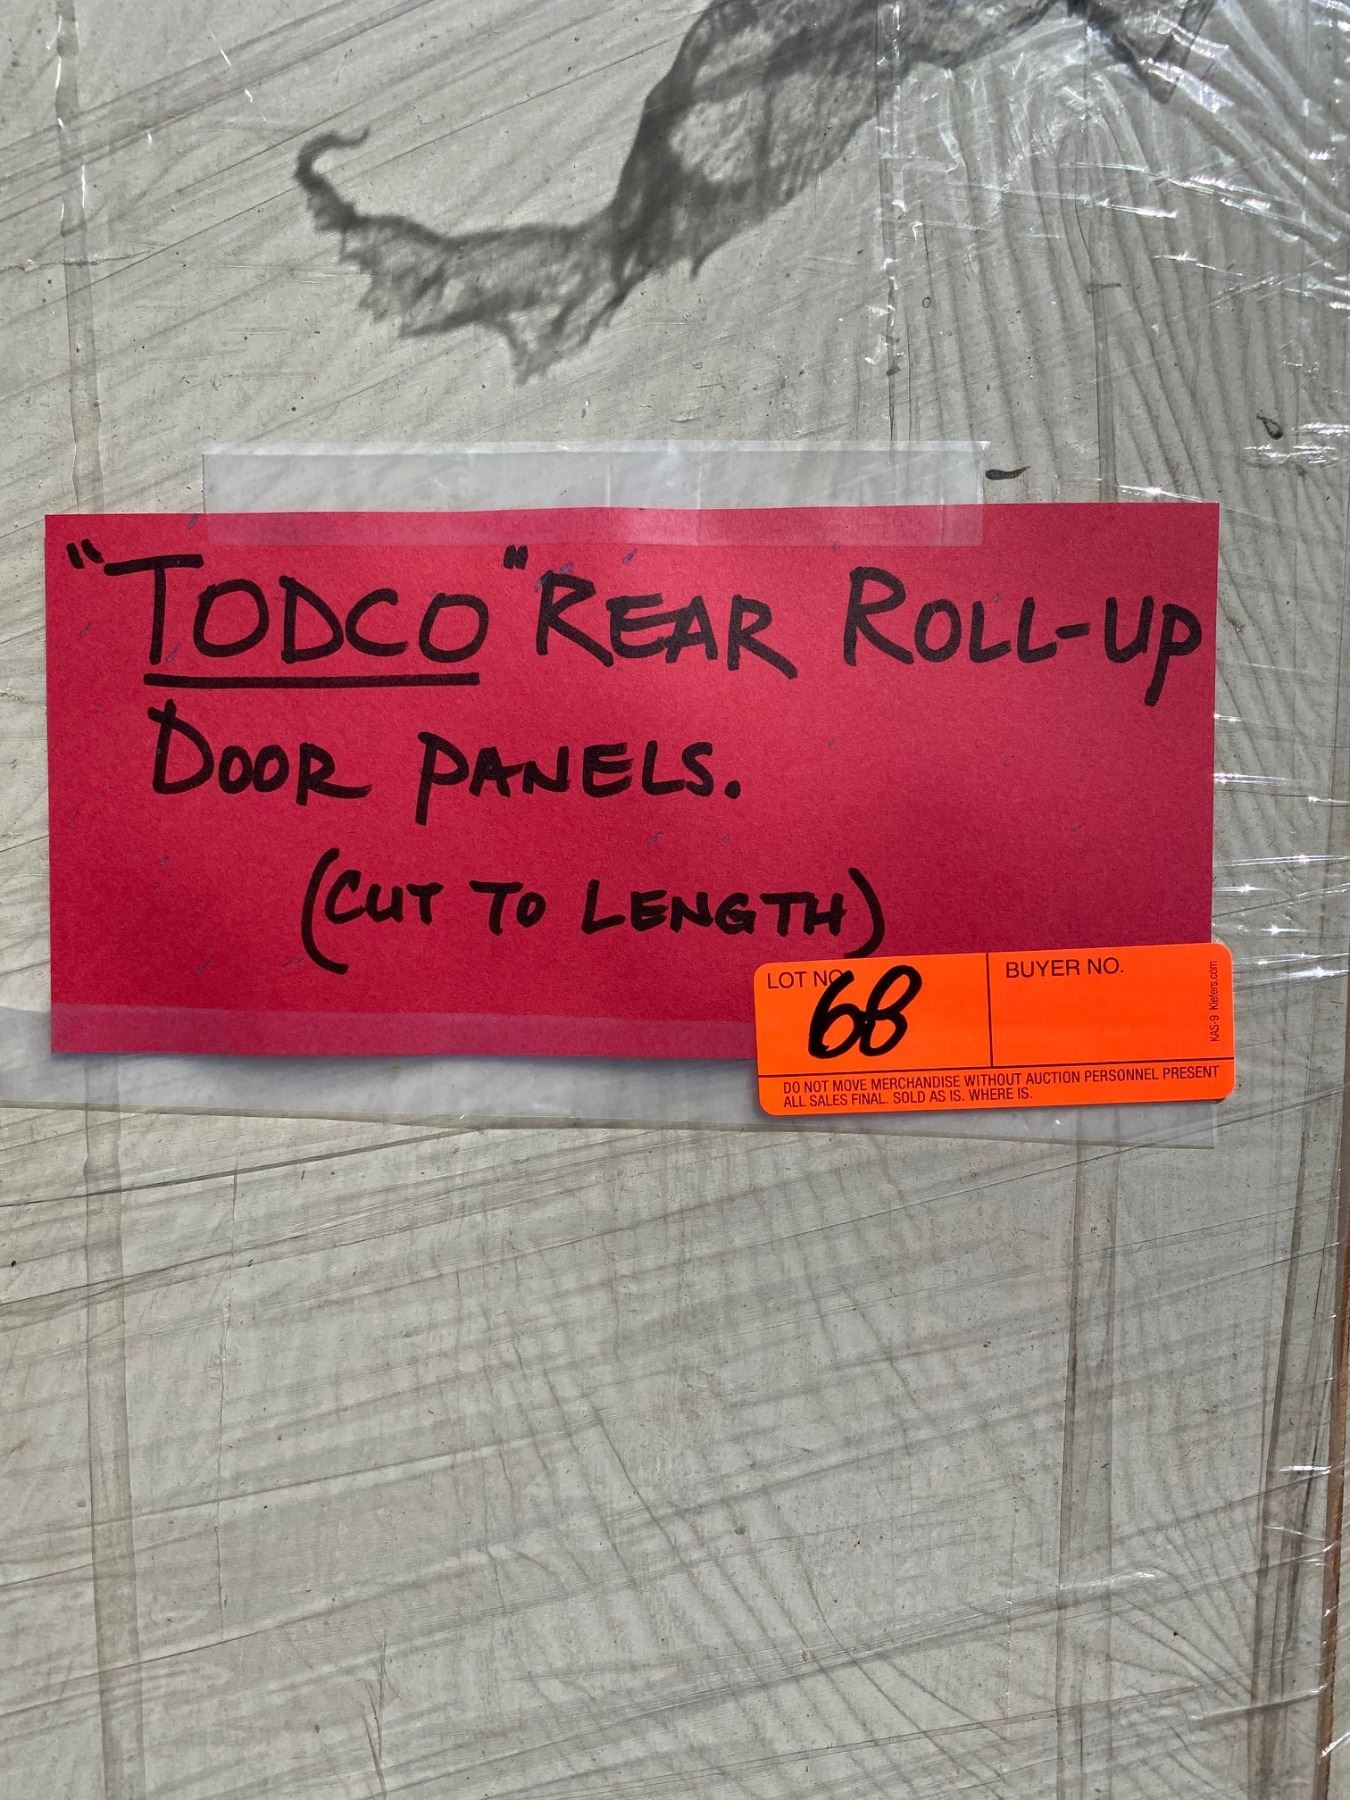 "TODCO" REAR ROLL-UP
DOOR PANELS.
(CUT TO LENGTH)
LOT NO. 68
BUYER NO.
KAS-9 Kiefers.com
DO NOT MOVE MERCHANDISE WITHOUT AUCTION PERSONNEL PRESENT
ALL SALES FINAL. SOLD AS IS. WHERE IS.